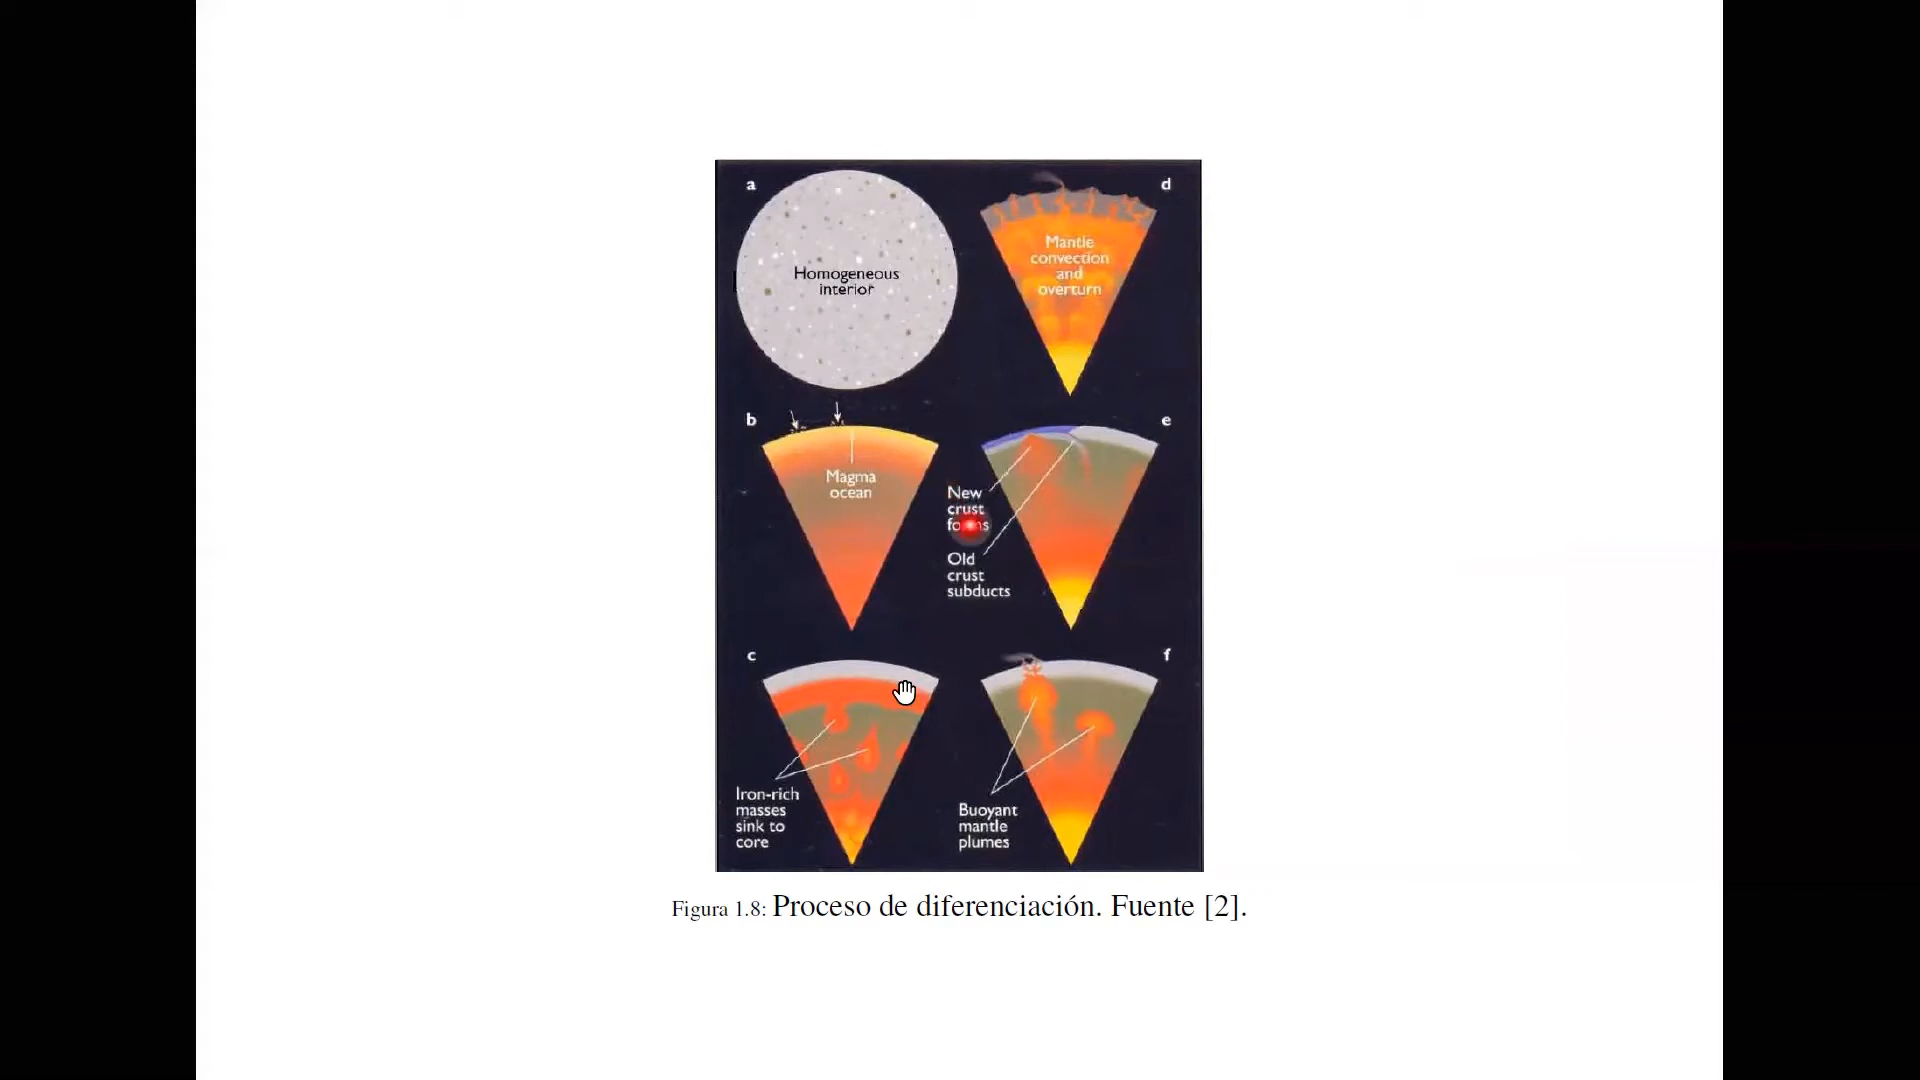 a
Homogeneous
interior
b
Magma
ocean
c
Iron-rich
masses
sink to
core
d
Mantle
convection
and
overturn
e
New
crust
forms
Old
crust
subducts
f
Buoyant
mantle
plumes
Figura 1.8: Proceso de diferenciación. Fuente [2].